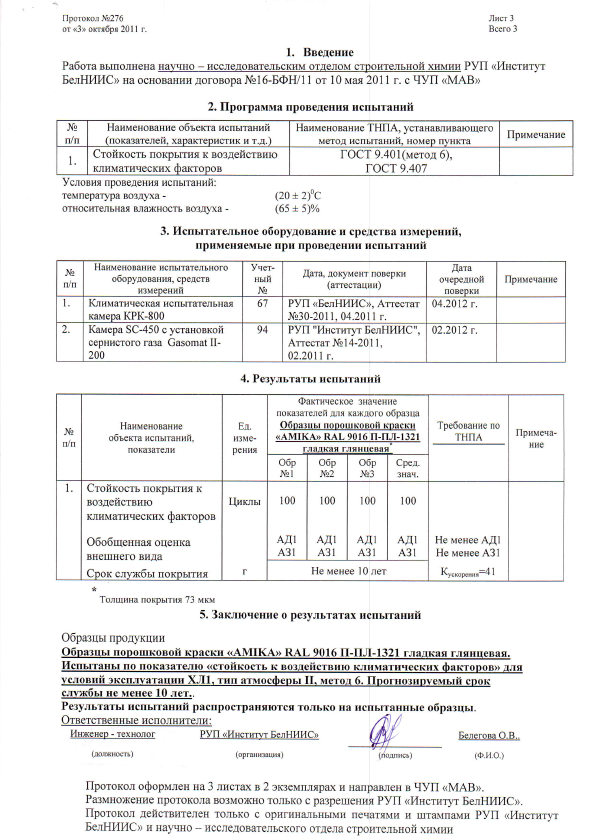 Протокол №276
от «3» октября 2011 г.
Лист 3
Всего 3
1. Введение
Работа выполнена научно – исследовательским отделом строительной химии РУП «Институт
БелНИИС» на основании договора №16-БФН/11 от 10 мая 2011 г. с ЧУП «МАВ»
2. Программа проведения испытаний
№ п/п
Наименование объекта испытаний
(показателей, характеристик и т.д.)
Наименование ТНПА, устанавливающего
метод испытаний, номер пункта
Примечание
1.
Стойкость покрытия к воздействию
климатических факторов
ГОСТ 9.401(метод 6),
ГОСТ 9.407
Условия проведения испытаний:
температура воздуха - (20 ± 2)⁰С
относительная влажность воздуха - (65 ± 5)%
3. Испытательное оборудование и средства измерений,
применяемые при проведении испытаний
№
п/п
Наименование испытательного
оборудования, средств
измерений
Учет-
ный
№
Дата, документ поверки
(аттестации)
Дата
очередной
поверки
Примечание
1.
Климатическая испытательная
камера КРК-800
67
РУП «БелНИИС», Аттестат
№30-2011, 04.2011 г.
04.2012 г.
2.
Камера SC-450 с установкой
сернистого газа Gasomat II-
200
94
РУП "Институт БелНИИС",
Аттестат №14-2011,
02.2011 г.
02.2012 г.
4. Результаты испытаний
№
п/п
Наименование
объекта испытаний,
показатели
Ед.
изме-
рения
Фактическое значение
показателей для каждого образца
Образцы порошковой краски
«AMIKA» RAL 9016 П-ПЛ-1321
гладкая глянцевая*
Обр
№1
Обр
№2
Обр
№3
Сред.
знач.
Требование по
ТНПА
Примеча-
ние
1.
Стойкость покрытия к
воздействию
климатических факторов
Циклы
100 100 100 100
Обобщенная оценка
внешнего вида
АД1 АД1 АД1 АД1
АЗ1 АЗ1 АЗ1 АЗ1
Не менее АД1
Не менее АЗ1
Срок службы покрытия
г
Не менее 10 лет
Кускорения=41
* Толщина покрытия 73 мкм
5. Заключение о результатах испытаний
Образцы продукции
Образцы порошковой краски «AMIKA» RAL 9016 П-ПЛ-1321 гладкая глянцевая.
Испытаны по показателю «стойкость к воздействию климатических факторов» для
условий эксплуатации ХЛ1, тип атмосферы II, метод 6. Прогнозируемый срок
службы не менее 10 лет..
Результаты испытаний распространяются только на испытанные образцы.
Ответственные исполнители:
Инженер - технолог РУП «Институт БелНИИС» Белегова О.В..
(должность) (организация) (подпись) (Ф.И.О.)
Протокол оформлен на 3 листах в 2 экземплярах и направлен в ЧУП «МАВ».
Размножение протокола возможно только с разрешения РУП «Институт БелНИИС».
Протокол действителен только с оригинальными печатями и штампами РУП «Институт
БелНИИС» и научно – исследовательского отдела строительной химии